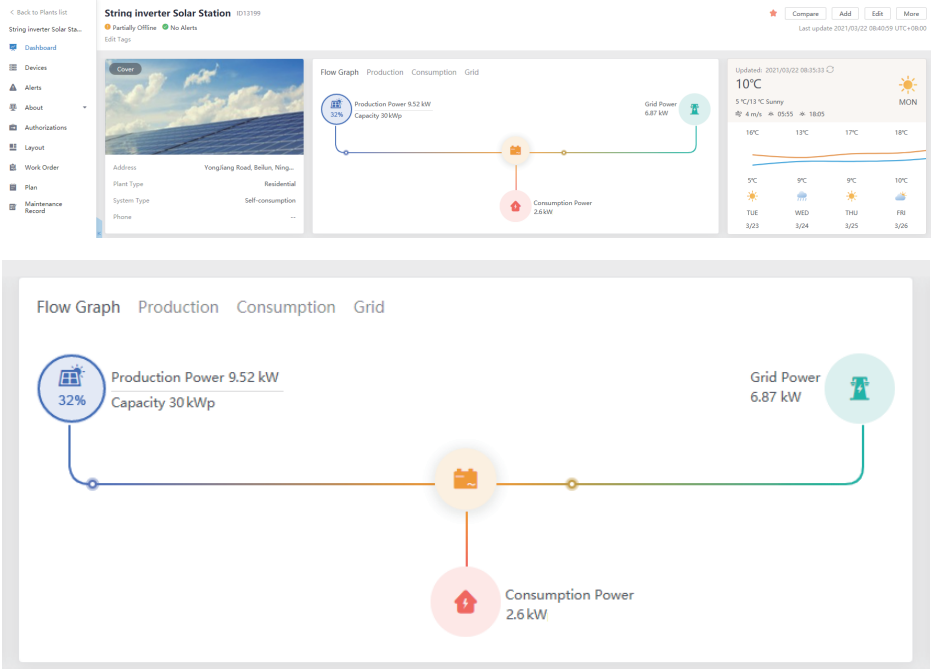 < Back to Plants list
String inverter Solar Sta...
Dashboard
Devices
Alerts
About
Authorizations
Layout
Work Order
Plan
Maintenance
Record
String inverter Solar Station ID13199
Partially Offline No Alerts
Edit Tags
Compare Add Edit More
Last update 2021/03/22 08:40:59 UTC+08:00
Cover
Address Yongjiang Road, Beilun, Ning...
Plant Type Residential
System Type Self-consumption
Phone --
Flow Graph Production Consumption Grid
32%
Production Power 9.52 kW
Capacity 30 kWp
Grid Power
6.87 kW
Consumption Power
2.6 kW
Updated: 2021/03/22 08:35:33
10℃
5 ℃/13 ℃ Sunny
4 m/s 05:55 18:05
MON
16℃ 13℃ 17℃ 18℃
5℃ 9℃ 9℃ 10℃
TUE WED THU FRI
3/23 3/24 3/25 3/26
Flow Graph Production Consumption Grid
32%
Production Power 9.52 kW
Capacity 30 kWp
Grid Power
6.87 kW
Consumption Power
2.6 kW